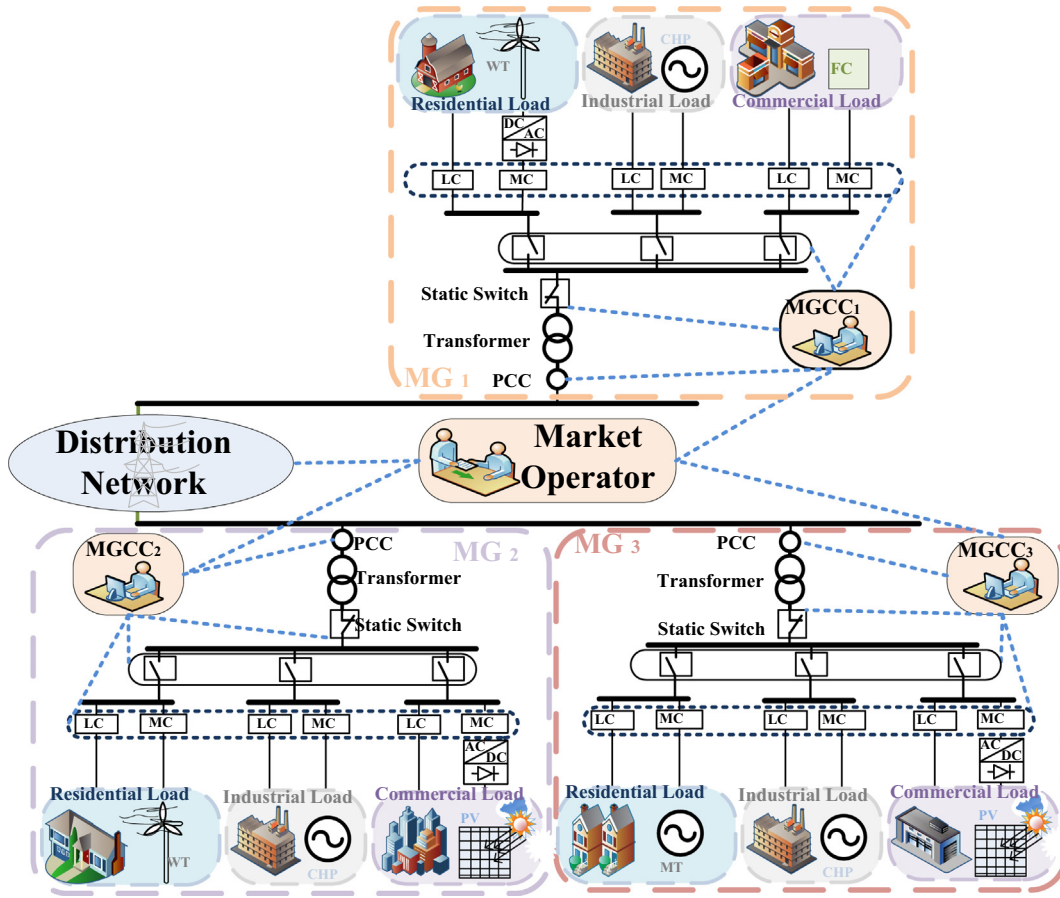 CHP
WT
FC
Residential Load
Industrial Load
Commercial Load
DC
AC
LC
MC
LC
MC
LC
MC
Static Switch
MGCC1
Transformer
PCC
MG 1
Distribution
Network
Market
Operator
MGCC2
PCC
MG 2
Transformer
Static Switch
MG 3
PCC
MGCC3
Transformer
Static Switch
LC
MC
LC
MC
LC
MC
AC
DC
LC
MC
LC
MC
LC
MC
AC
DC
Residential Load
Industrial Load
Commercial Load
PV
WT
CHP
Residential Load
Industrial Load
Commercial Load
PV
MT
CHP